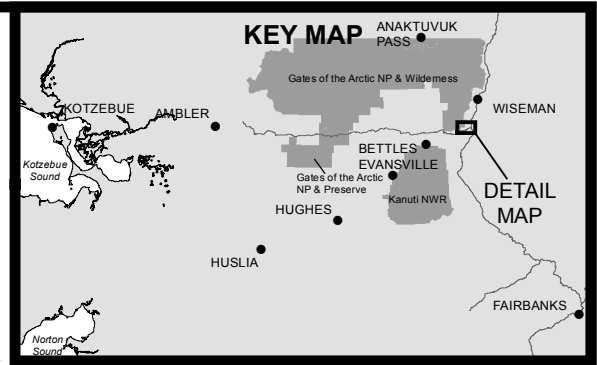 KEY MAP
ANAKTUVUK
PASS
Gates of the Arctic NP & Wilderness
WISEMAN
KOTZEBUE
AMBLER
Kotzebue
Sound
BETTLES
EVANSVILLE
Gates of the Arctic
NP & Preserve
Kanuti NWR
DETAIL
MAP
HUGHES
HUSLIA
FAIRBANKS
Norton
Sound